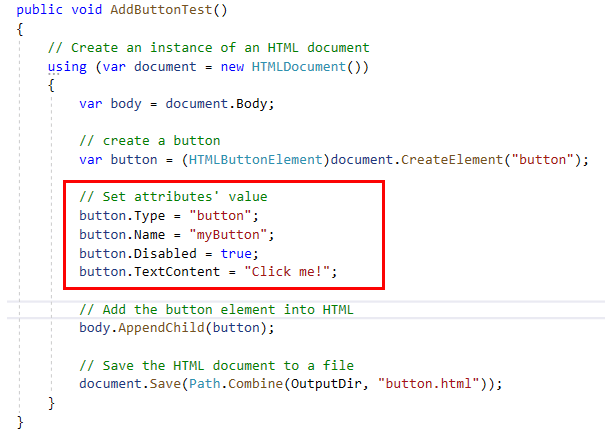 public void AddButtonTest()
{
    // Create an instance of an HTML document
    using (var document = new HTMLDocument())
    {
        var body = document.Body;

        // create a button
        var button = (HTMLButtonElement)document.CreateElement("button");

        // Set attributes' value
        button.Type = "button";
        button.Name = "myButton";
        button.Disabled = true;
        button.TextContent = "Click me!";

        // Add the button element into HTML
        body.AppendChild(button);

        // Save the HTML document to a file
        document.Save(Path.Combine(OutputDir, "button.html"));
    }
}